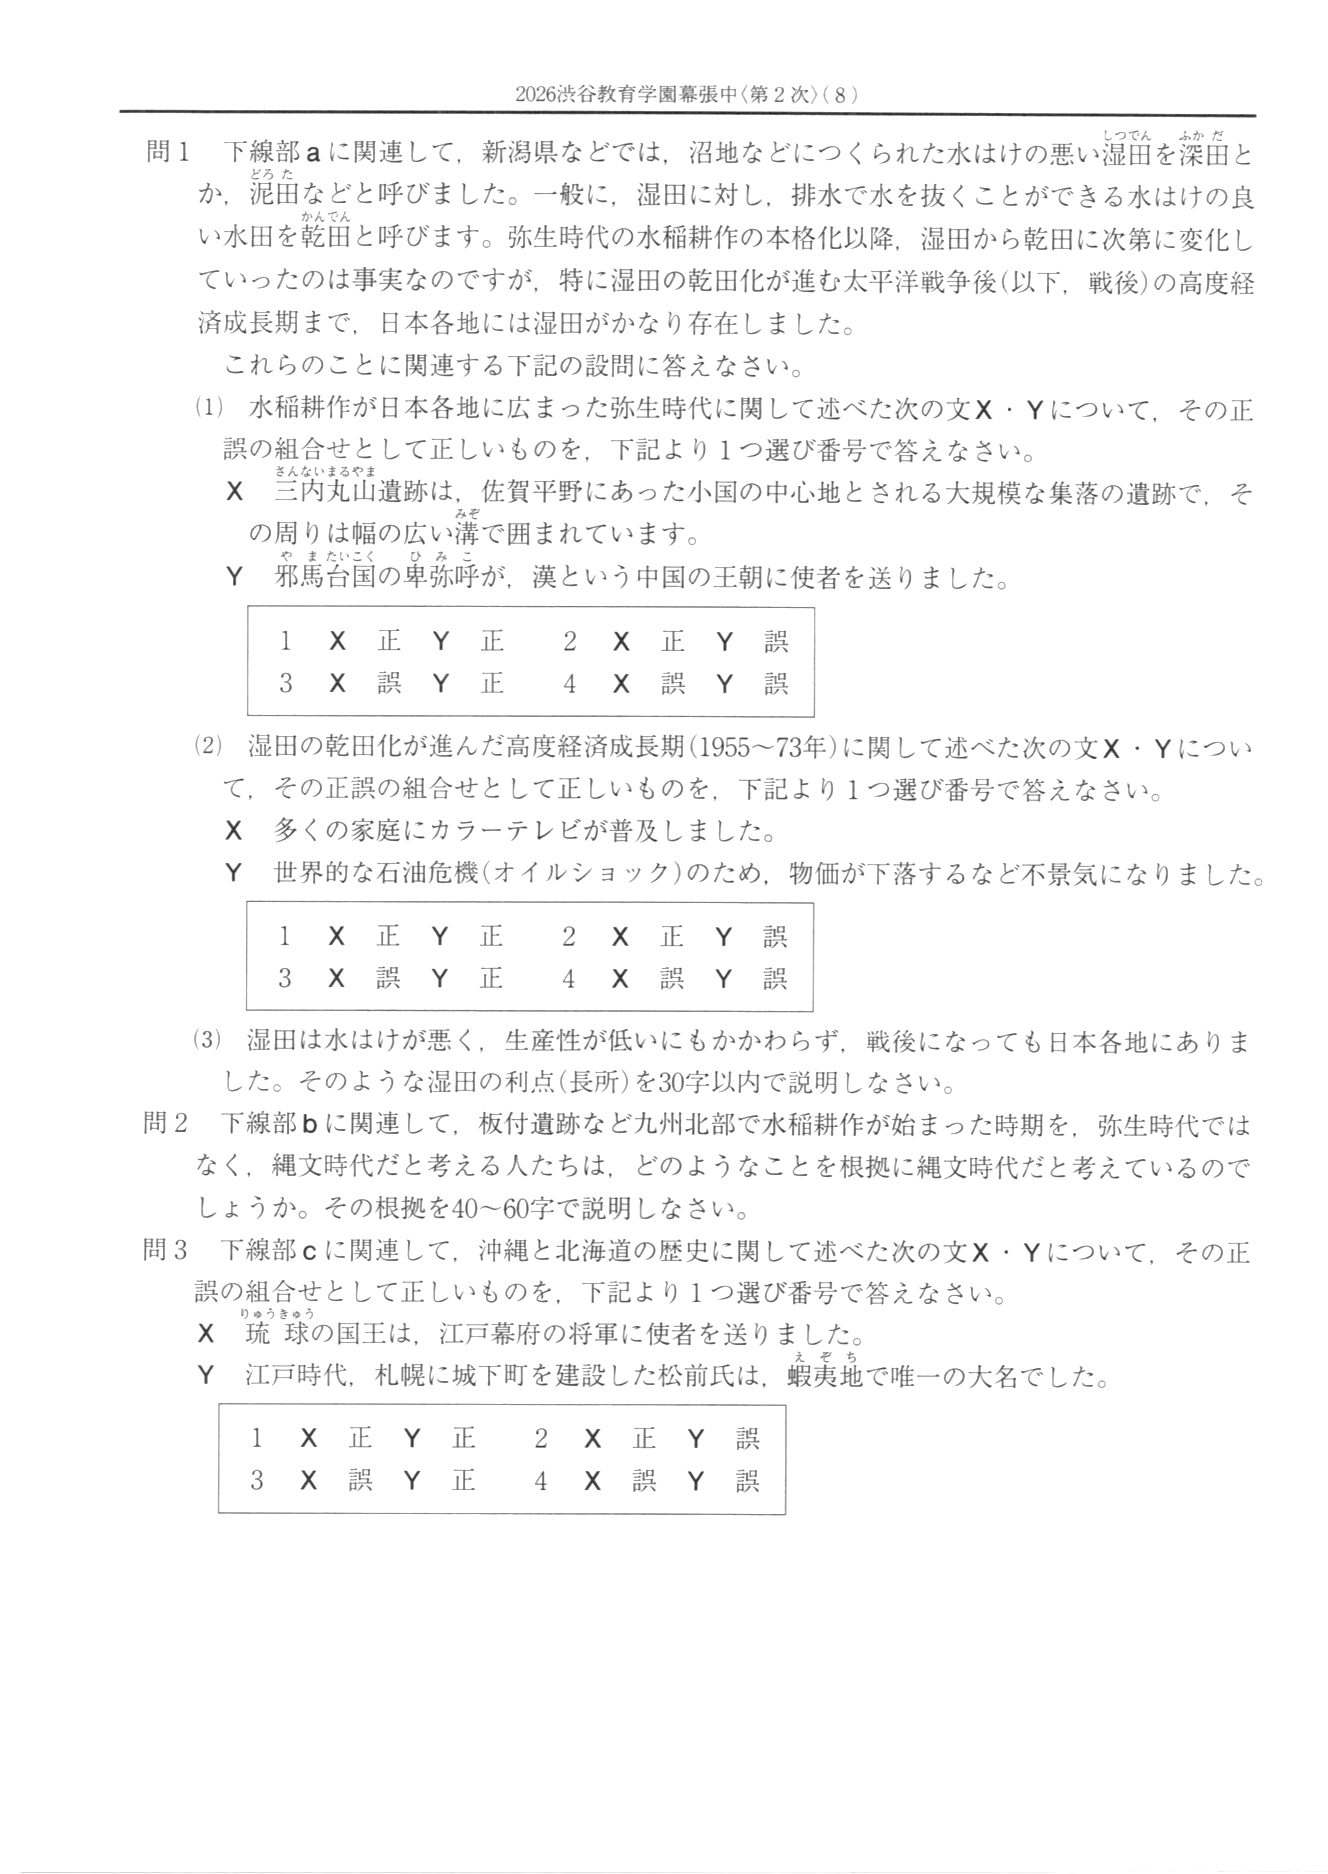 2026渋谷教育学園幕張中〈第2次〉(8)
問1 下線部aに関連して，新潟県などでは，沼地などにつくられた水はけの悪い湿田を深田と
か，泥田などと呼びました。一般に，湿田に対し，排水で水を抜くことができる水はけの良
い水田を乾田と呼びます。弥生時代の水稲耕作の本格化以降，湿田から乾田に次第に変化し
ていったのは事実なのですが，特に湿田の乾田化が進む太平洋戦争後(以下，戦後)の高度経
済成長期まで，日本各地には湿田がかなり存在しました。
これらのことに関連する下記の設問に答えなさい。
(1) 水稲耕作が日本各地に広まった弥生時代に関して述べた次の文X・Yについて，その正
誤の組合せとして正しいものを，下記より1つ選び番号で答えなさい。
X 三内丸山遺跡は，佐賀平野にあった小国の中心地とされる大規模な集落の遺跡で，そ
の周りは幅の広い溝で囲まれています。
Y 邪馬台国の卑弥呼が，漢という中国の王朝に使者を送りました。
1 X 正 Y 正 2 X 正 Y 誤
3 X 誤 Y 正 4 X 誤 Y 誤
(2) 湿田の乾田化が進んだ高度経済成長期(1955～73年)に関して述べた次の文X・Yについ
て，その正誤の組合せとして正しいものを，下記より1つ選び番号で答えなさい。
X 多くの家庭にカラーテレビが普及しました。
Y 世界的な石油危機(オイルショック)のため，物価が下落するなど不景気になりました。
1 X 正 Y 正 2 X 正 Y 誤
3 X 誤 Y 正 4 X 誤 Y 誤
(3) 湿田は水はけが悪く，生産性が低いにもかかわらず，戦後になっても日本各地にありま
した。そのような湿田の利点(長所)を30字以内で説明しなさい。
問2 下線部bに関連して，板付遺跡など九州北部で水稲耕作が始まった時期を，弥生時代では
なく，縄文時代だと考える人たちは，どのようなことを根拠に縄文時代だと考えているので
しょうか。その根拠を40～60字で説明しなさい。
問3 下線部cに関連して，沖縄と北海道の歴史に関して述べた次の文X・Yについて，その正
誤の組合せとして正しいものを，下記より1つ選び番号で答えなさい。
X 琉球の国王は，江戸幕府の将軍に使者を送りました。
Y 江戸時代，札幌に城下町を建設した松前氏は，蝦夷地で唯一の大名でした。
1 X 正 Y 正 2 X 正 Y 誤
3 X 誤 Y 正 4 X 誤 Y 誤